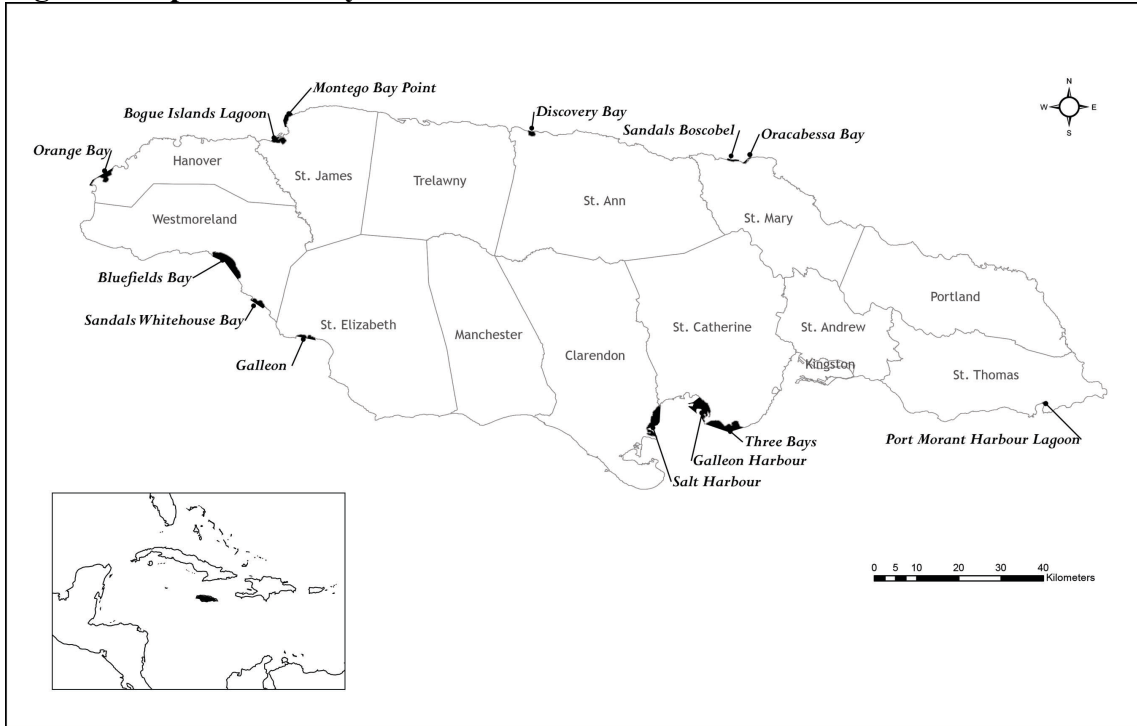 Montego Bay Point
Bogue Islands Lagoon
Discovery Bay
Sandals Boscobel
Oracabessa Bay
Orange Bay
N
W
E
S
Hanover
St. James
Trelawny
St. Ann
St. Mary
Westmoreland
Bluefields Bay
Portland
Sandals Whitehouse Bay
St. Elizabeth
Manchester
St. Catherine
St. Andrew
Galleon
Clarendon
Kingston
St. Thomas
Port Morant Harbour Lagoon
Three Bays
Galleon Harbour
Salt Harbour
0 5 10 20 30 40
Kilometers